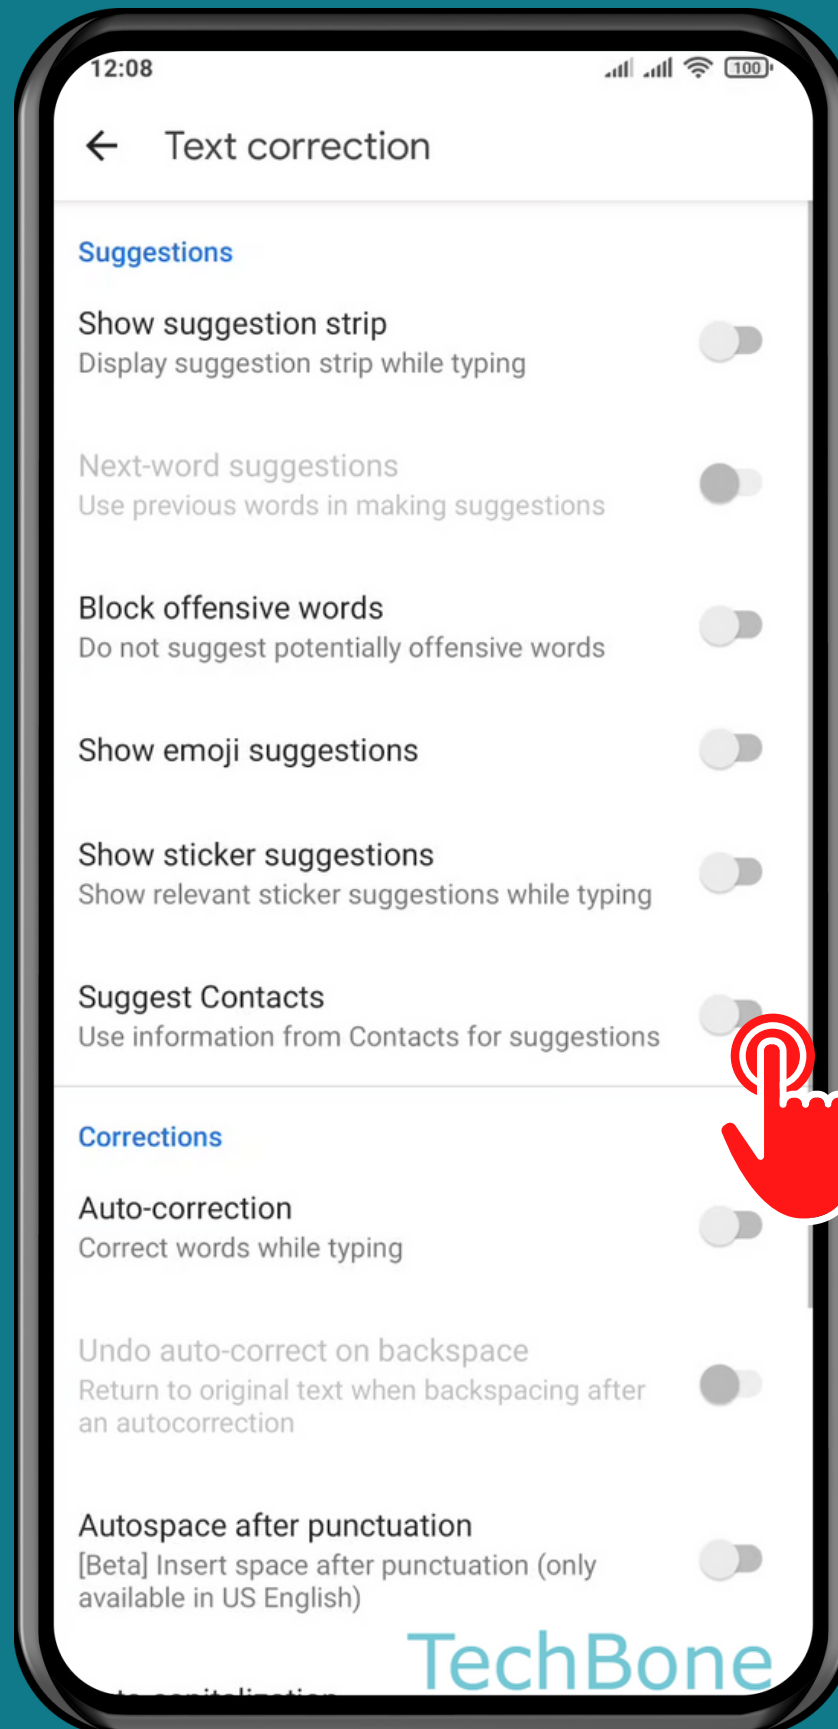 12:08
100
Text correction
Suggestions
Show suggestion strip
Display suggestion strip while typing
Next-word suggestions
Use previous words in making suggestions
Block offensive words
Do not suggest potentially offensive words
Show emoji suggestions
Show sticker suggestions
Show relevant sticker suggestions while typing
Suggest Contacts
Use information from Contacts for suggestions
Corrections
Auto-correction
Correct words while typing
Undo auto-correct on backspace
Return to original text when backspacing after
an autocorrection
Autospace after punctuation
[Beta] Insert space after punctuation (only
available in US English)
TechBone